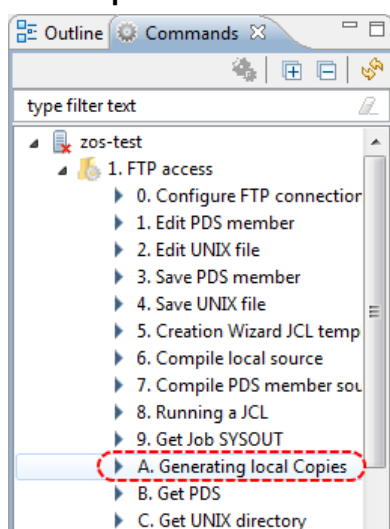 Outline Commands
type filter text
zos-test
1. FTP access
0. Configure FTP connection
1. Edit PDS member
2. Edit UNIX file
3. Save PDS member
4. Save UNIX file
5. Creation Wizard JCL temp
6. Compile local source
7. Compile PDS member sou
8. Running a JCL
9. Get Job SYSOUT
A. Generating local Copies
B. Get PDS
C. Get UNIX directory